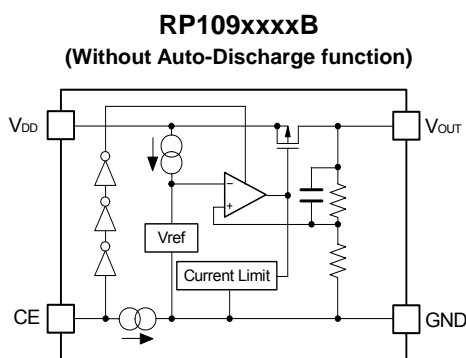 RP109xxxxB
(Without Auto-Discharge function)
VDD
VOUT
−
+
Vref
Current Limit
CE
GND